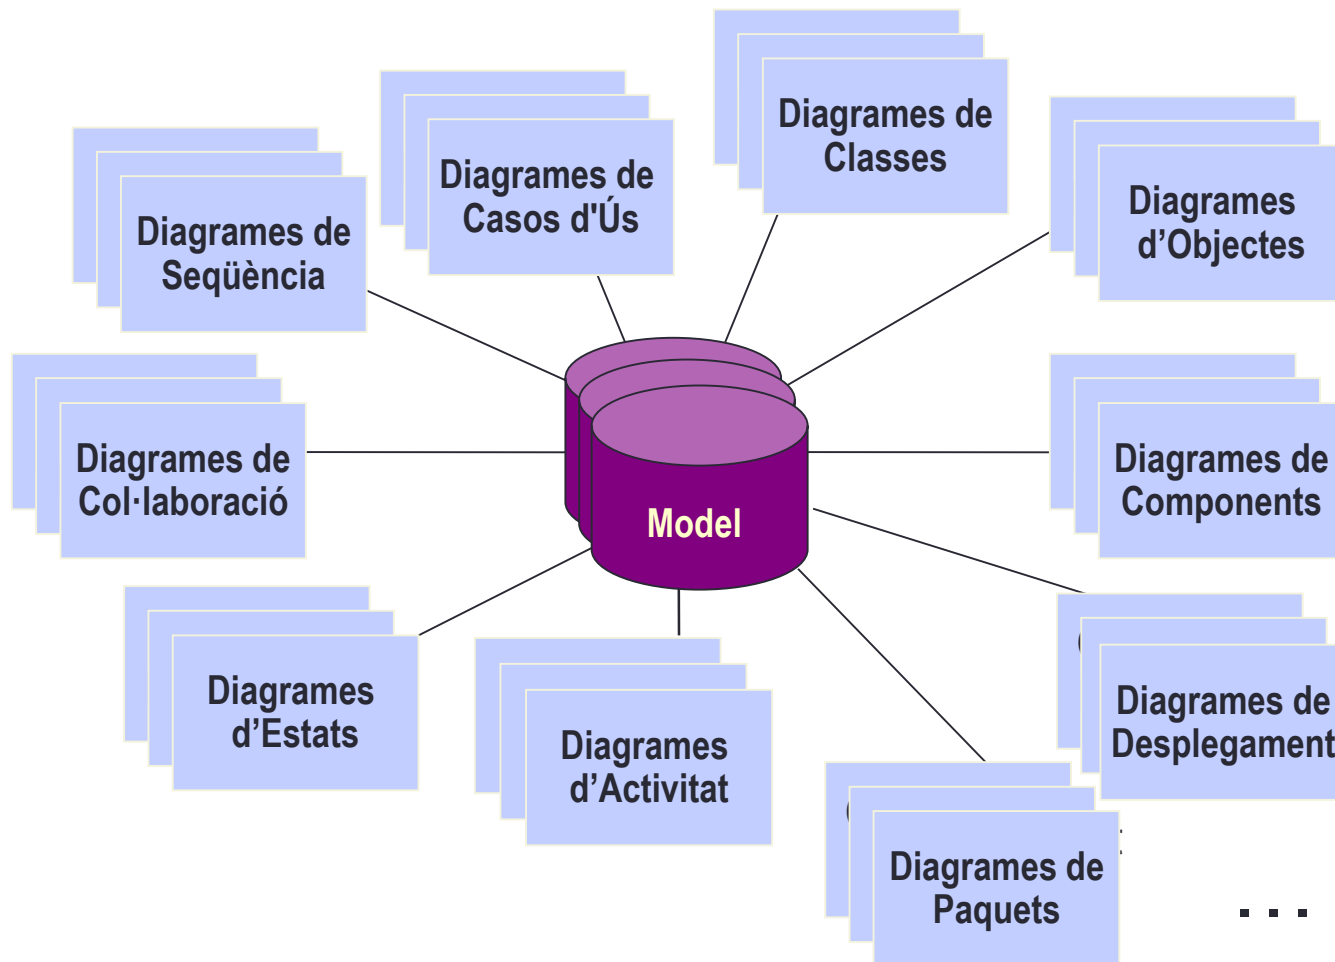 Diagrames de
Classes
Diagrames de
Casos d'Ús
Diagrames
d’Objectes
Diagrames de
Seqüència
Diagrames de
Col·laboració
Diagrames de
Components
Model
Diagrames
d’Estats
Diagrames
d’Activitat
Diagrames de
Desplegament
Diagrames de
Paquets
...